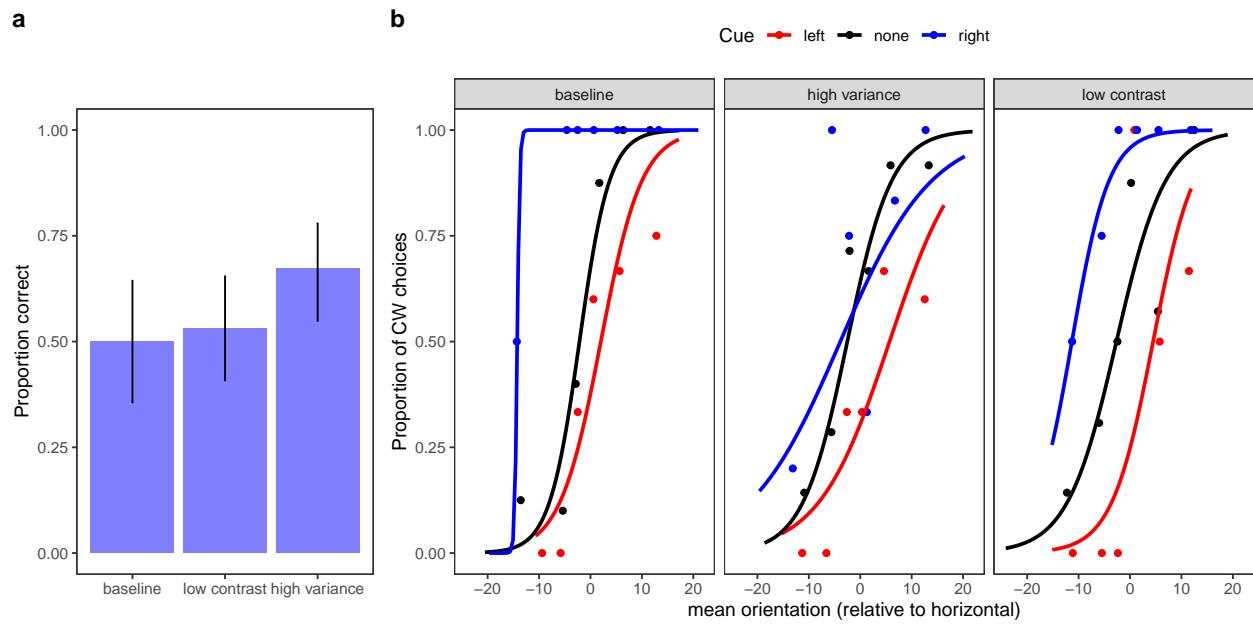 a
Proportion correct
1.00
0.75
0.50
0.25
0.00
baseline low contrast high variance
b
Cue left none right
baseline high variance low contrast
Proportion of CW choices
1.00
0.75
0.50
0.25
0.00
−20 −10 0 10 20 −20 −10 0 10 20 −20 −10 0 10 20
mean orientation (relative to horizontal)